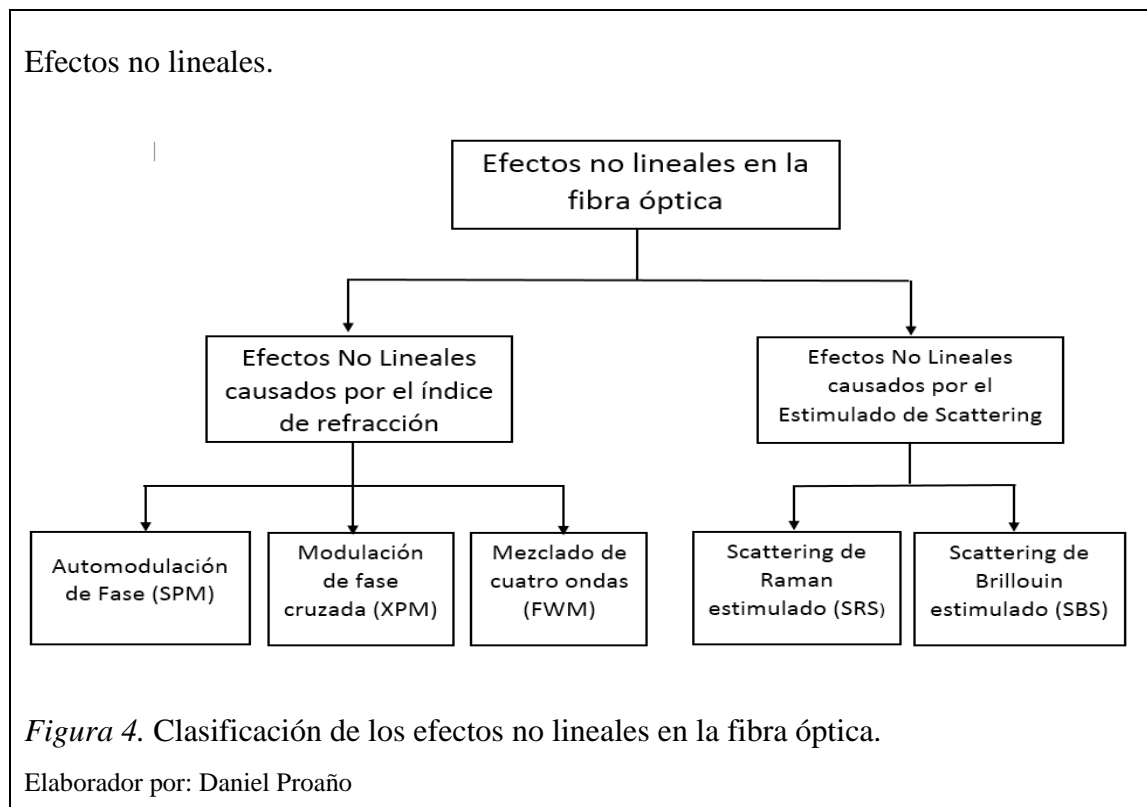 Efectos no lineales.
Efectos no lineales en la
fibra óptica
Efectos No Lineales
causados por el índice
de refracción
Efectos No Lineales
causados por el
Estimulado de Scattering
Automodulación
de Fase (SPM)
Modulación
de fase
cruzada (XPM)
Mezclado de
cuatro ondas
(FWM)
Scattering de
Raman
estimulado (SRS)
Scattering de
Brillouin
estimulado (SBS)
Figura 4. Clasificación de los efectos no lineales en la fibra óptica.
Elaborador por: Daniel Proaño